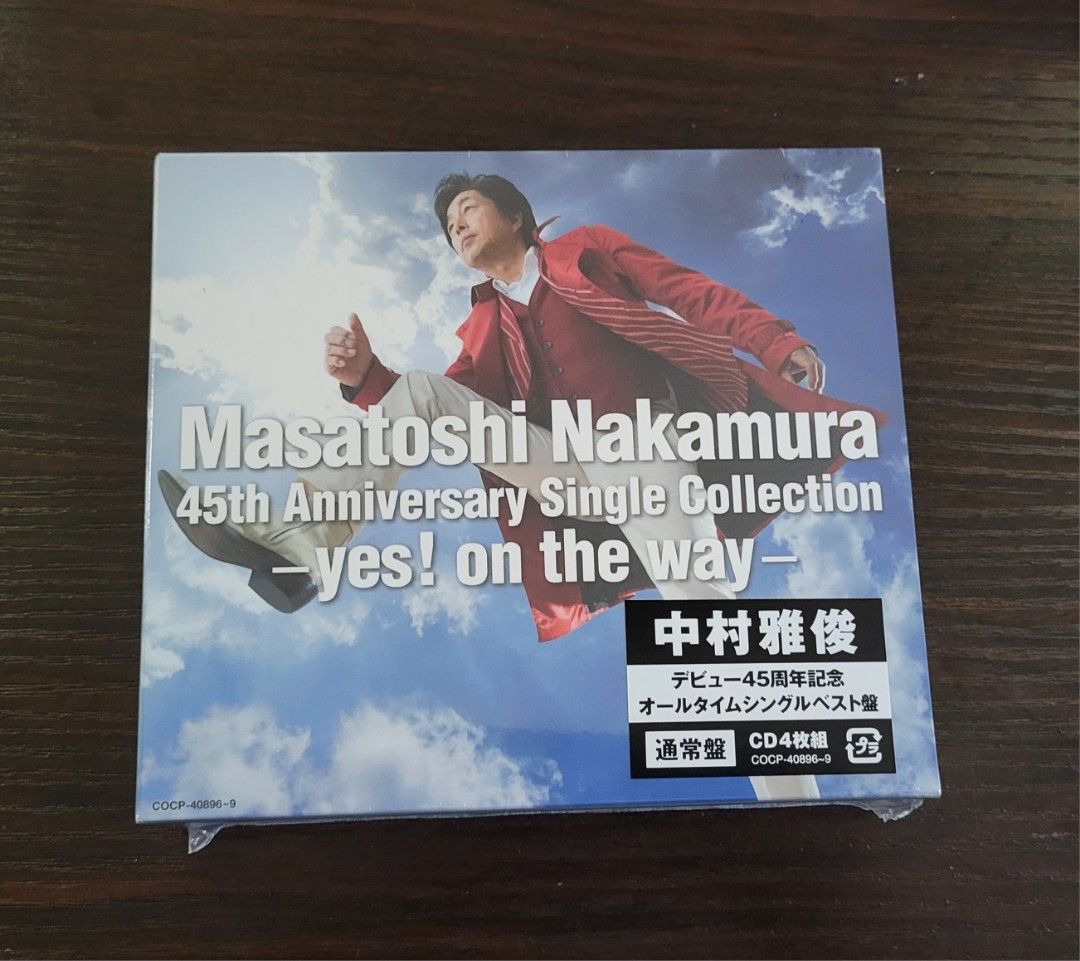 Masatoshi Nakamura
45th Anniversary Single Collection
–yes! on the way–
中村雅俊
デビュー45周年記念
オールタイムシングルベスト盤
通常盤
CD4枚組
COCP-40896~9
プラ
COCP-40896~9